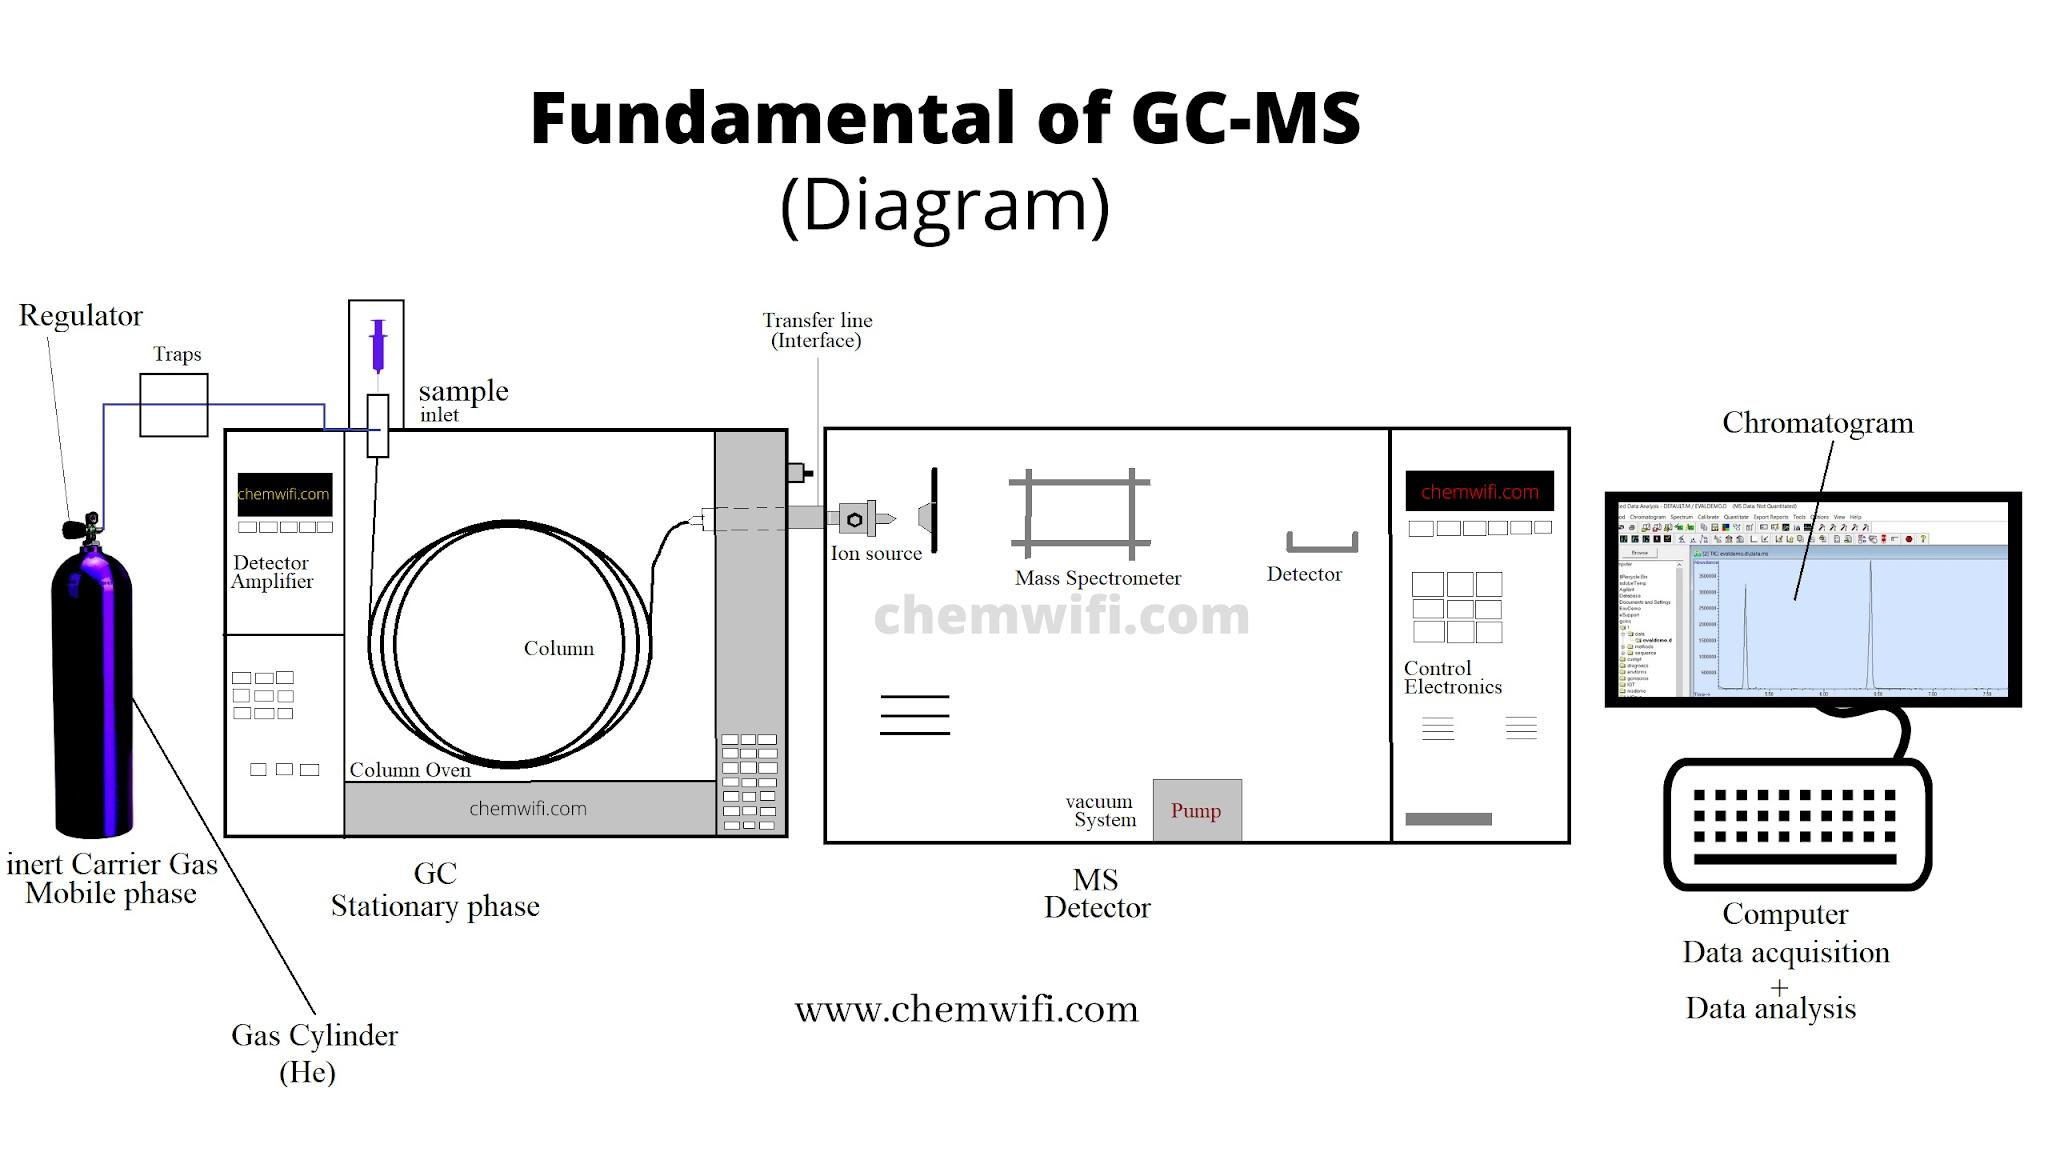 Fundamental of GC-MS
(Diagram)
Regulator
Traps
sample
inlet
Transfer line
(Interface)
Chromatogram
chemwifi.com
Detector
Amplifier
Column
Column Oven
chemwifi.com
Ion source
Mass Spectrometer
Detector
chemwifi.com
vacuum
System
Pump
chemwifi.com
Control
Electronics
inert Carrier Gas
Mobile phase
GC
Stationary phase
MS
Detector
Computer
Data acquisition
+
Data analysis
Gas Cylinder
(He)
www.chemwifi.com